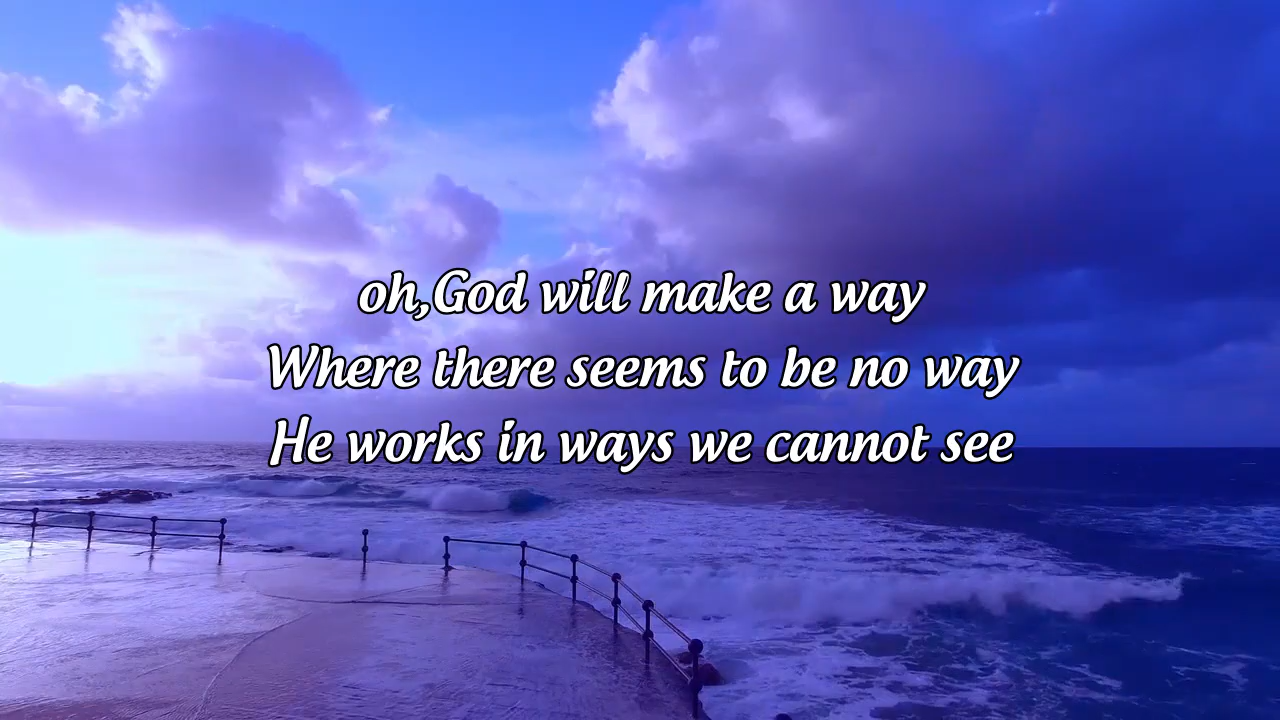 oh,God will make a way
Where there seems to be no way
He works in ways we cannot see